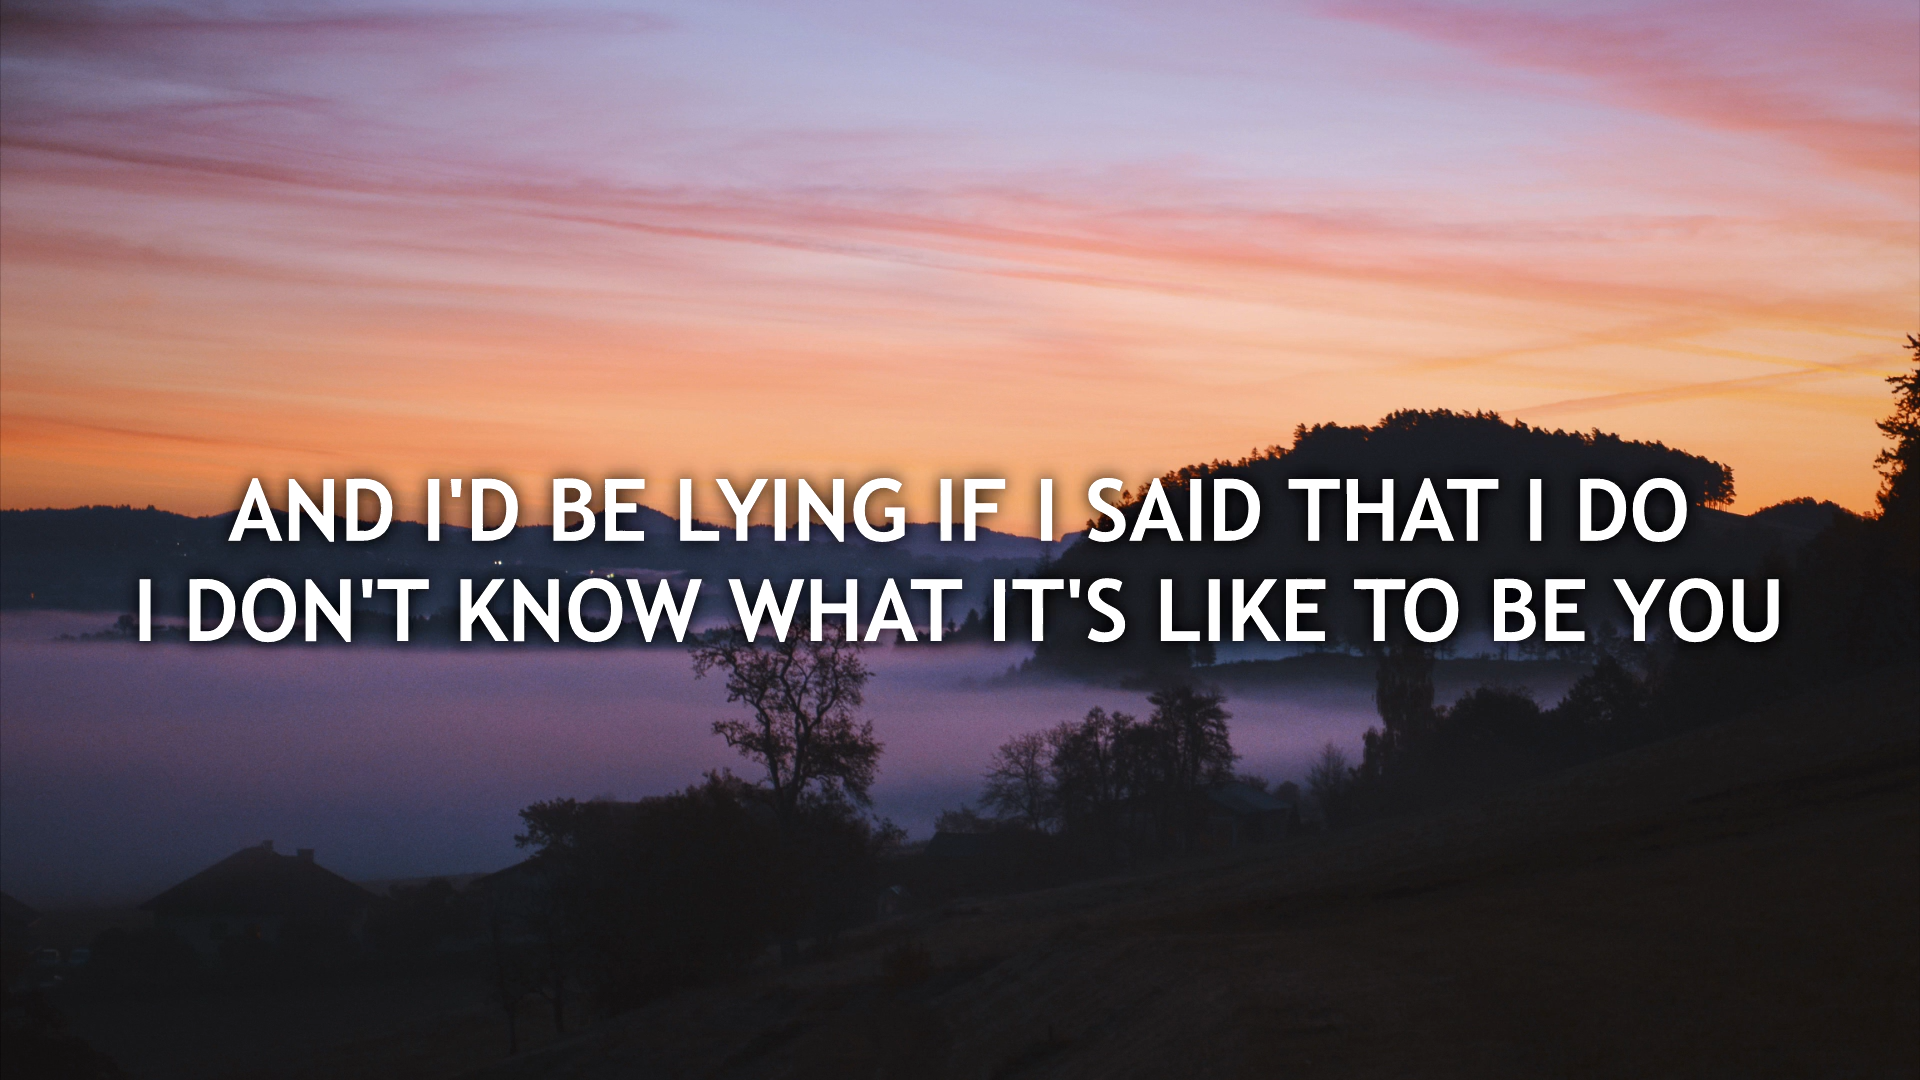 AND I'D BE LYING IF I SAID THAT I DO
I DON'T KNOW WHAT IT'S LIKE TO BE YOU